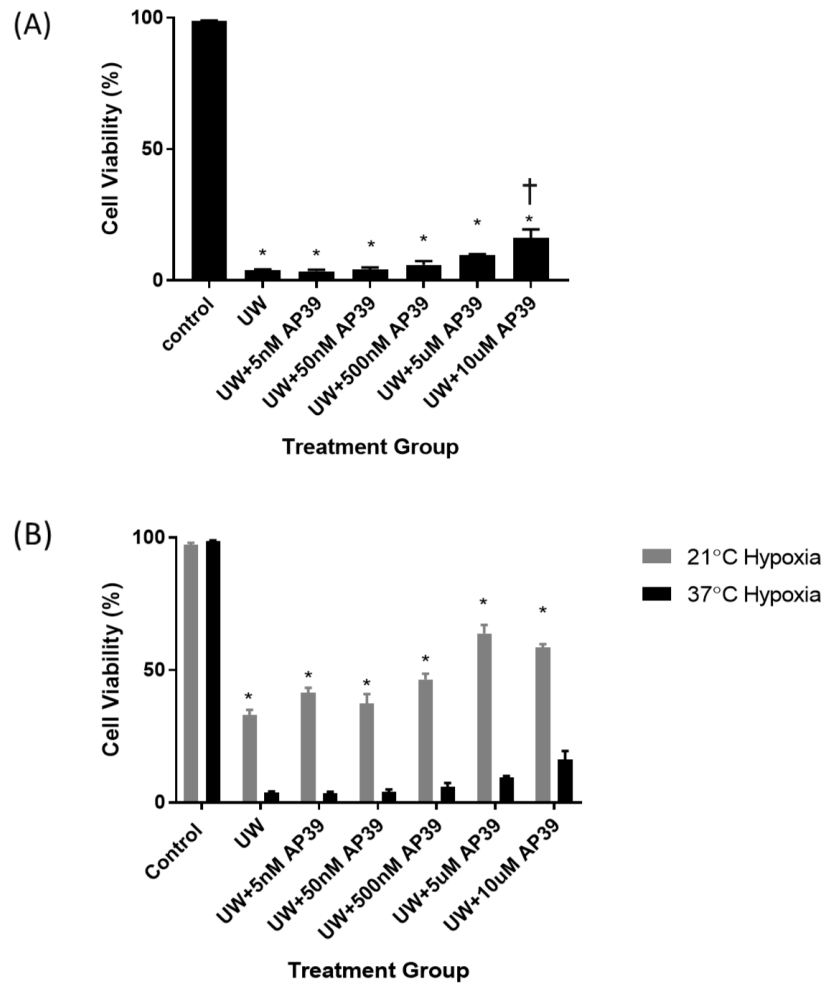 (A)
Cell Viability (%)
100
50
0
*
*
*
*
*
†
*
control
UW
UW+5nM AP39
UW+50nM AP39
UW+500nM AP39
UW+5uM AP39
UW+10uM AP39
Treatment Group
(B)
Cell Viability (%)
100
50
0
*
*
*
*
*
*
21°C Hypoxia
37°C Hypoxia
Control
UW
UW+5nM AP39
UW+50nM AP39
UW+500nM AP39
UW+5uM AP39
UW+10uM AP39
Treatment Group